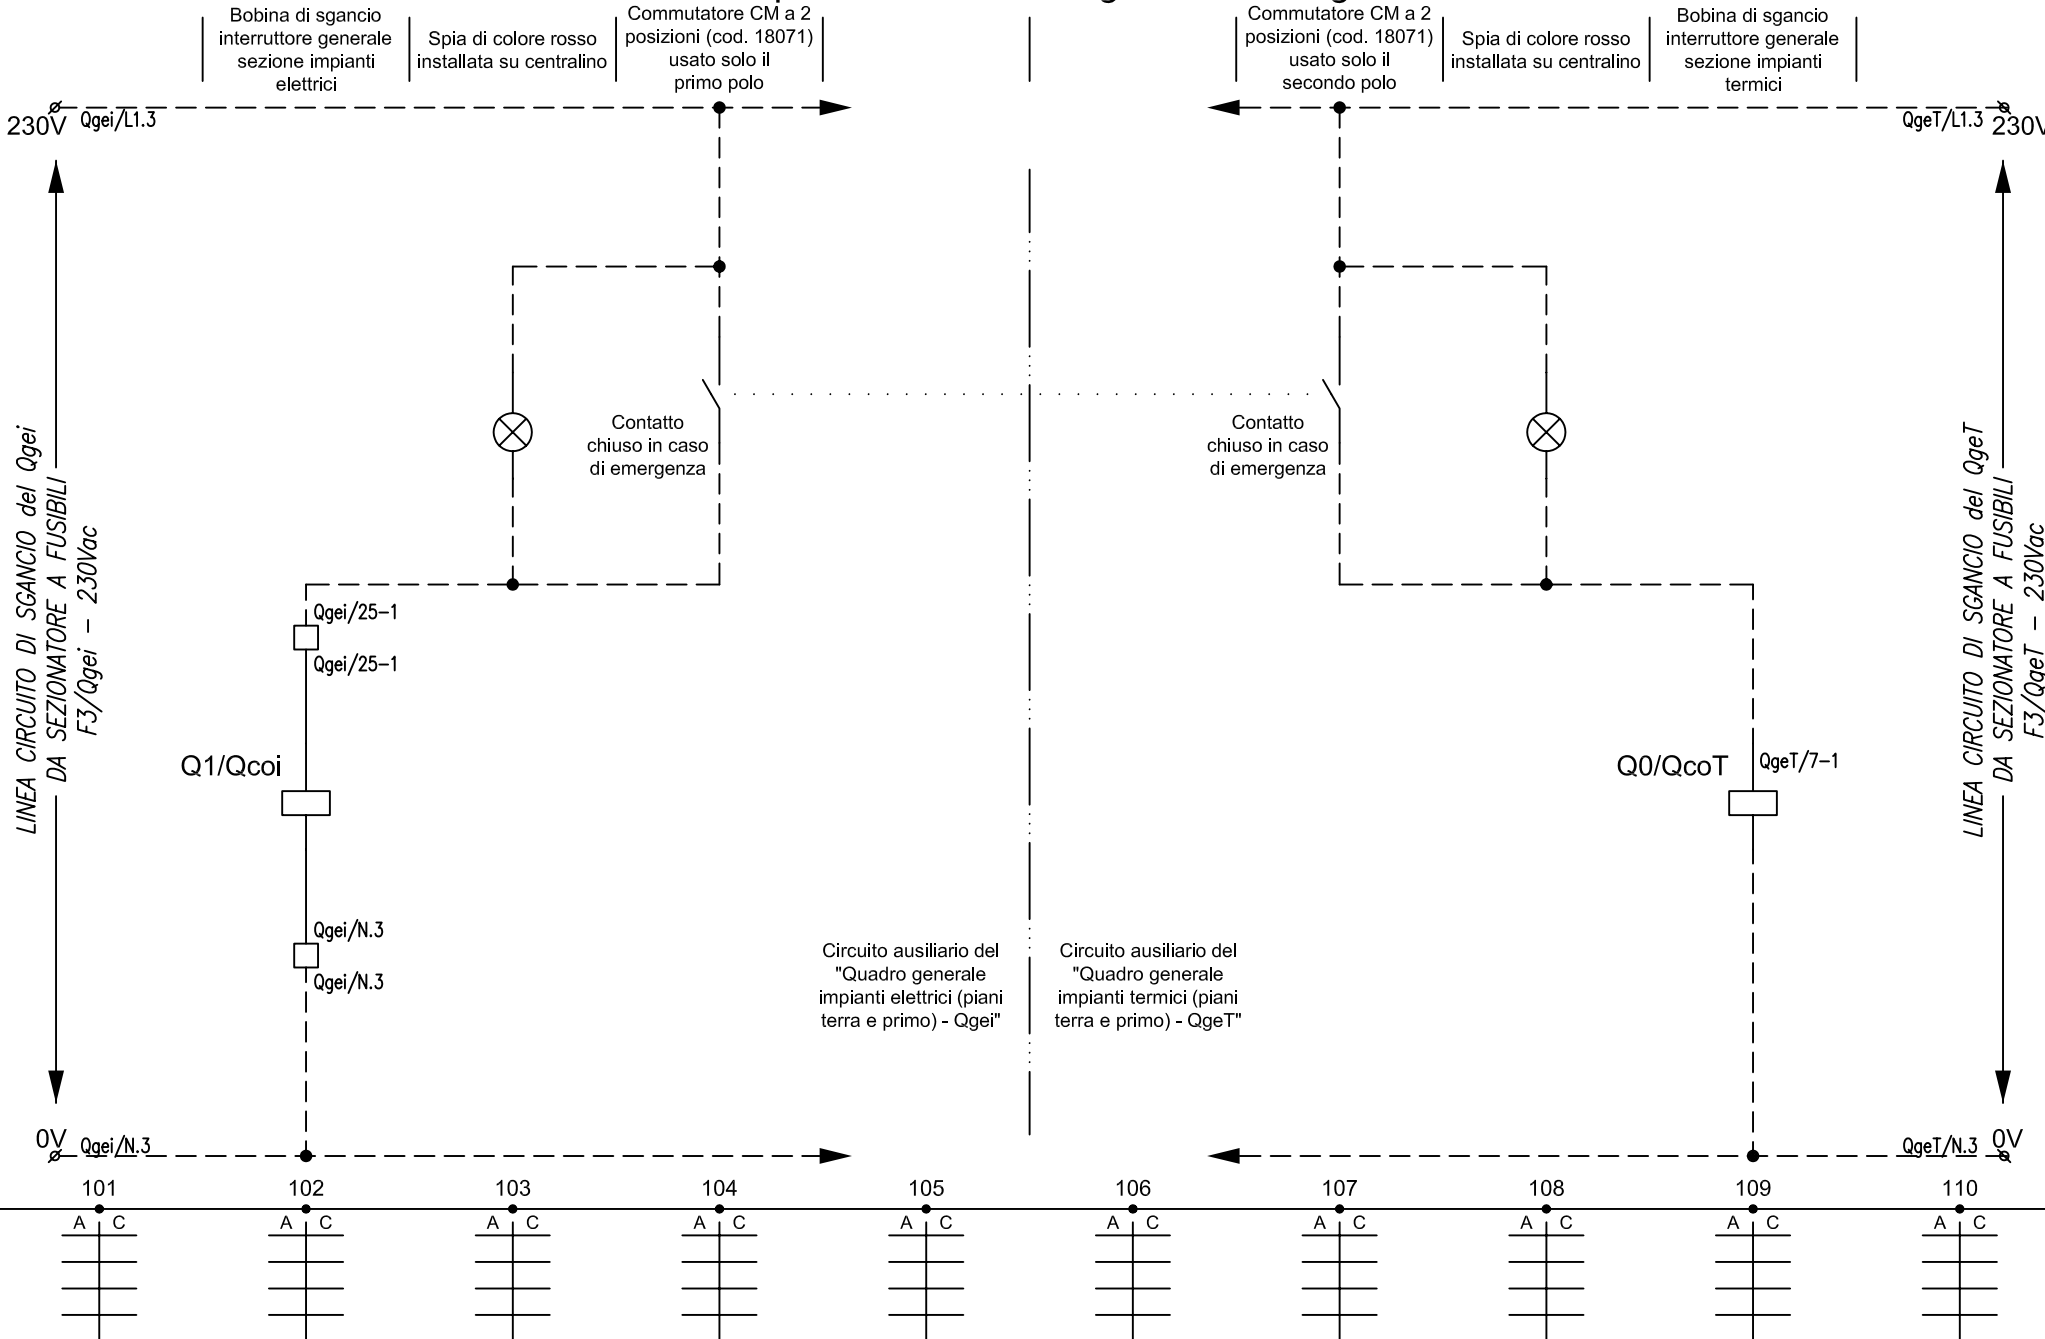 Bobina di sgancio
interruttore generale
sezione impianti
elettrici
Spia di colore rosso
installata su centralino
Commutatore CM a 2
posizioni (cod. 18071)
usato solo il
primo polo
Commutatore CM a 2
posizioni (cod. 18071)
usato solo il
secondo polo
Spia di colore rosso
installata su centralino
Bobina di sgancio
interruttore generale
sezione impianti
termici
230V
Qgei/L1.3
QgeT/L1.3
230V
LINEA CIRCUITO DI SGANCIO del Qgei
DA SEZIONATORE A FUSIBILI
F3/Qgei – 230Vac
Contatto
chiuso in caso
di emergenza
Contatto
chiuso in caso
di emergenza
LINEA CIRCUITO DI SGANCIO del QgeT
DA SEZIONATORE A FUSIBILI
F3/QgeT – 230Vac
Qgei/25–1
Qgei/25–1
Q1/Qcoi
Q0/QcoT
QgeT/7–1
Qgei/N.3
Qgei/N.3
Circuito ausiliario del
"Quadro generale
impianti elettrici (piani
terra e primo) - Qgei"
Circuito ausiliario del
"Quadro generale
impianti termici (piani
terra e primo) - QgeT"
0V
Qgei/N.3
QgeT/N.3
0V
101 102 103 104 105 106 107 108 109 110
A C A C A C A C A C A C A C A C A C A C